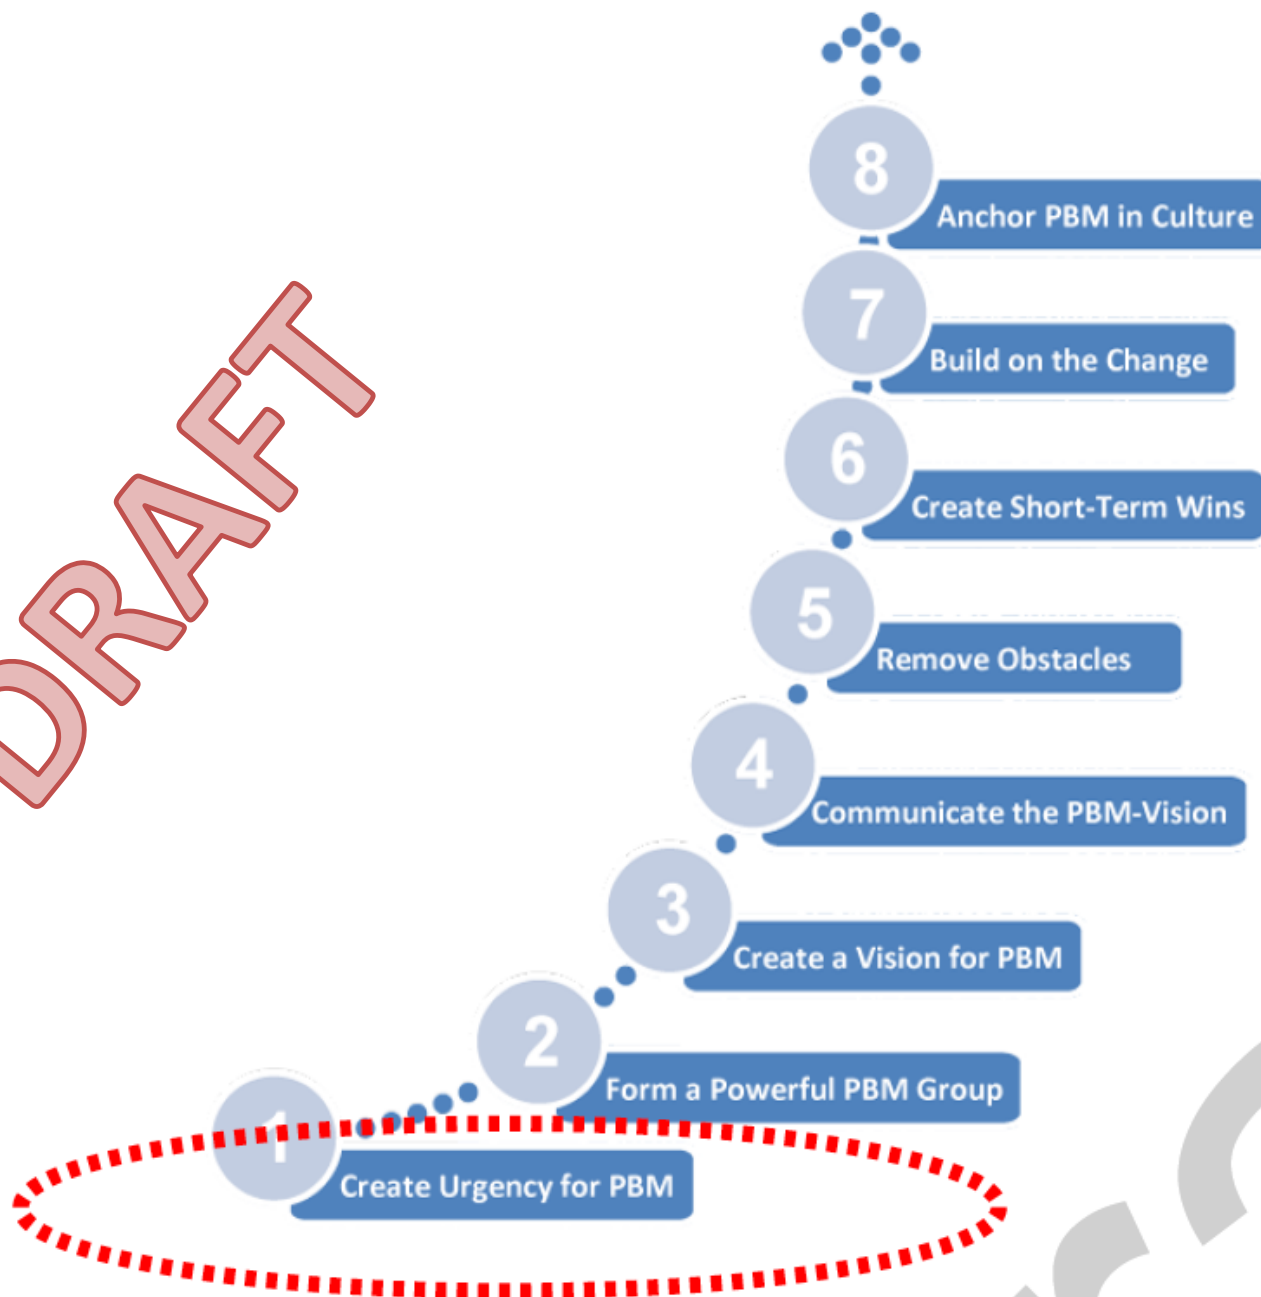 8
Anchor PBM in Culture
7
Build on the Change
6
Create Short-Term Wins
5
Remove Obstacles
4
Communicate the PBM-Vision
3
Create a Vision for PBM
2
Form a Powerful PBM Group
1
Create Urgency for PBM
DRAFT